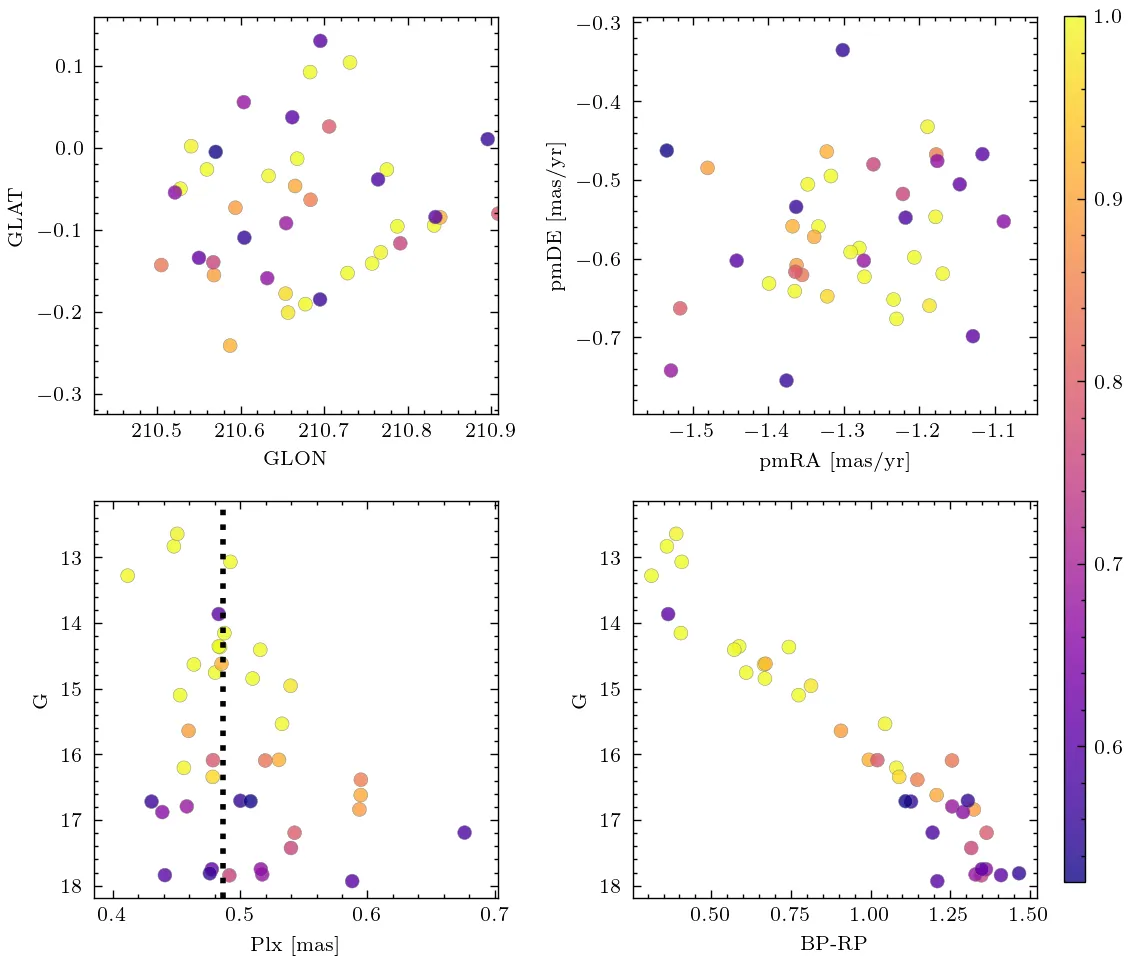 0.1
0.0
−0.1
−0.2
−0.3
GLAT
210.5 210.6 210.7 210.8 210.9
GLON
−0.3
−0.4
−0.5
−0.6
−0.7
pmDE [mas/yr]
−1.5 −1.4 −1.3 −1.2 −1.1
pmRA [mas/yr]
1.0
0.9
0.8
0.7
0.6
13
14
15
16
17
18
G
0.4 0.5 0.6 0.7
Plx [mas]
13
14
15
16
17
18
G
0.50 0.75 1.00 1.25 1.50
BP-RP